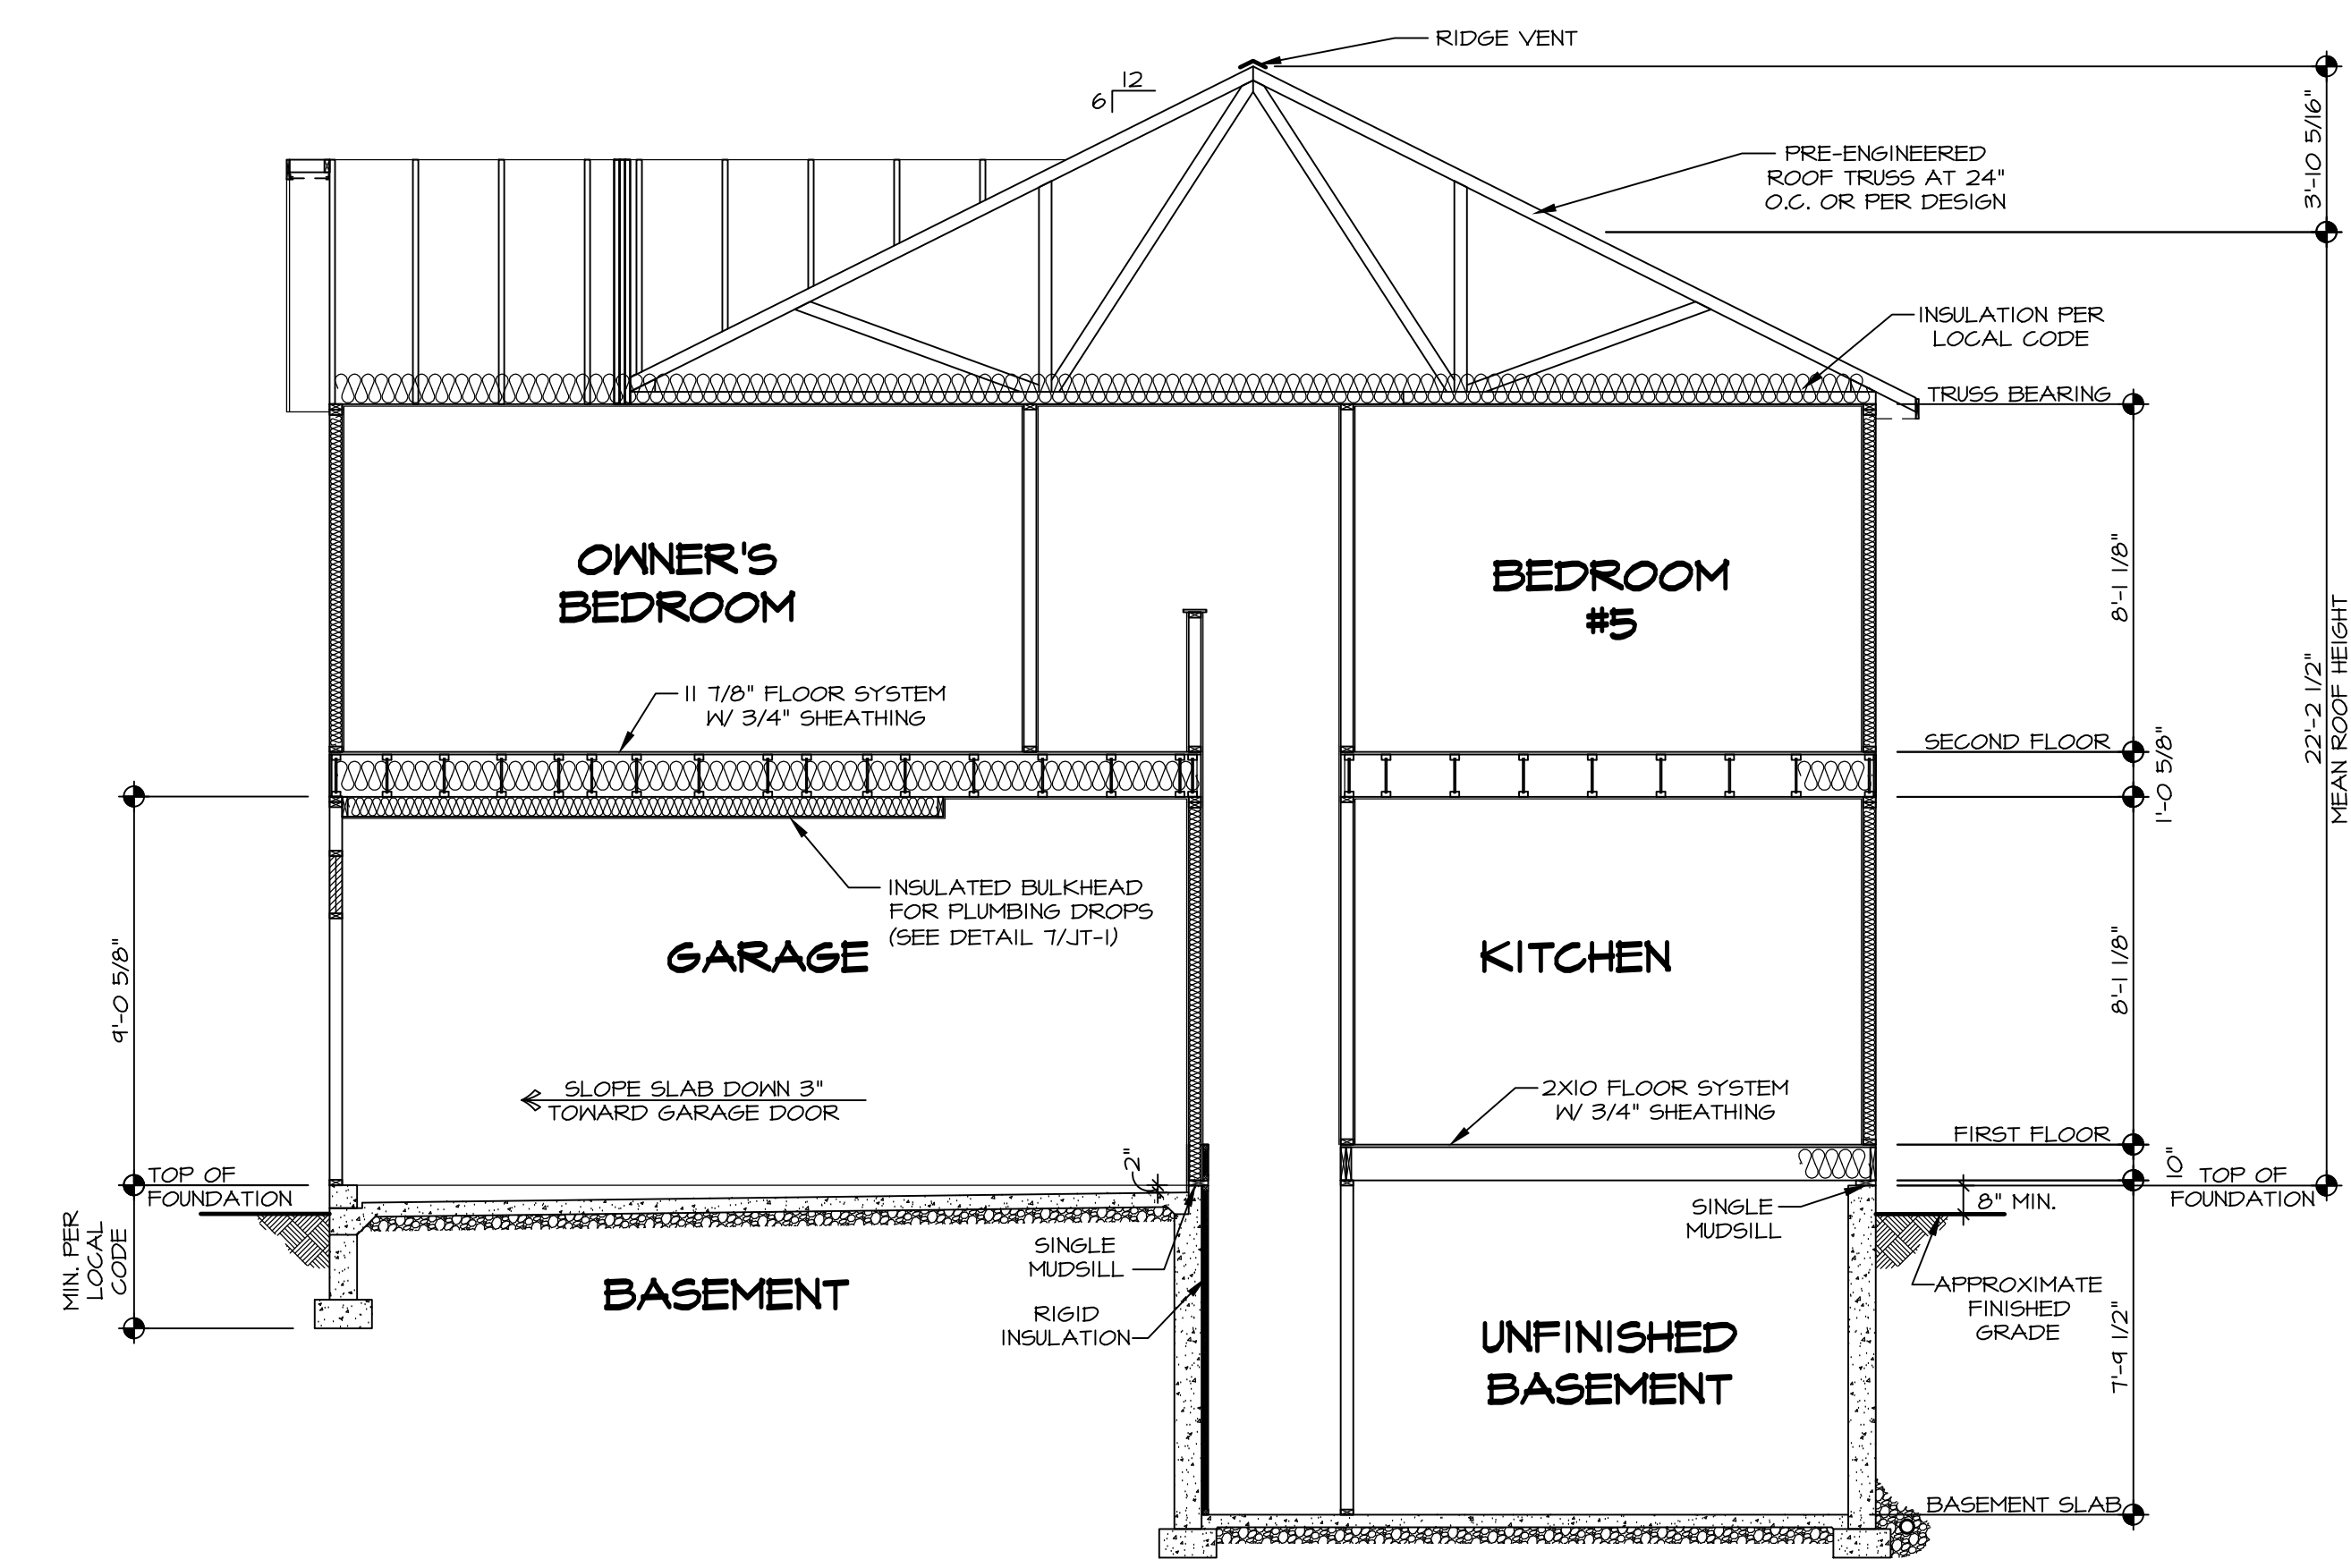 RIDGE VENT
12
6
3'-10 5/16"
PRE-ENGINEERED
ROOF TRUSS AT 24"
O.C. OR PER DESIGN
INSULATION PER
LOCAL CODE
TRUSS BEARING
OWNER'S
BEDROOM
BEDROOM
#5
8'-1 1/8"
22'-2 1/2"
MEAN ROOF HEIGHT
11 7/8" FLOOR SYSTEM
W/ 3/4" SHEATHING
SECOND FLOOR
1'-0 5/8"
INSULATED BULKHEAD
FOR PLUMBING DROPS
(SEE DETAIL 7/JT-1)
GARAGE
KITCHEN
9'-0 5/8"
8'-1 1/8"
SLOPE SLAB DOWN 3"
TOWARD GARAGE DOOR
2X10 FLOOR SYSTEM
W/ 3/4" SHEATHING
FIRST FLOOR
2"
10"
TOP OF
FOUNDATION
TOP OF
FOUNDATION
8" MIN.
SINGLE
MUDSILL
SINGLE
MUDSILL
MIN. PER
LOCAL
CODE
BASEMENT
RIGID
INSULATION
APPROXIMATE
FINISHED
GRADE
UNFINISHED
BASEMENT
7'-9 1/2"
BASEMENT SLAB